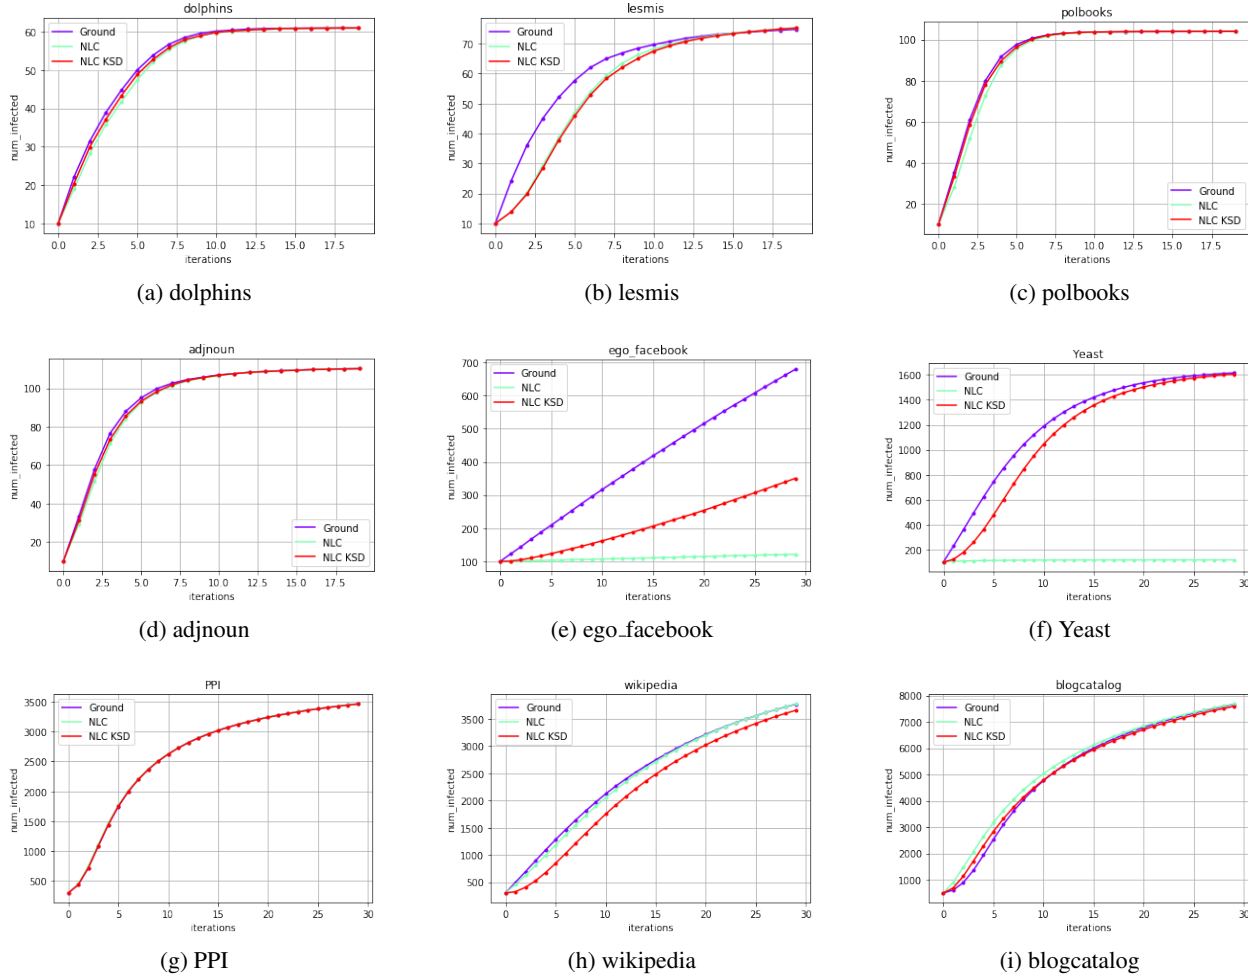 dolphins
60
50
40
30
20
10
num_infected
Ground
NLC
NLC KSD
0.0 2.5 5.0 7.5 10.0 12.5 15.0 17.5
iterations
(a) dolphins
lesmis
70
60
50
40
30
20
10
num_infected
Ground
NLC
NLC KSD
0.0 2.5 5.0 7.5 10.0 12.5 15.0 17.5
iterations
(b) lesmis
polbooks
100
80
60
40
20
num_infected
Ground
NLC
NLC KSD
0.0 2.5 5.0 7.5 10.0 12.5 15.0 17.5
iterations
(c) polbooks
adjnoun
100
80
60
40
20
num_infected
Ground
NLC
NLC KSD
0.0 2.5 5.0 7.5 10.0 12.5 15.0 17.5
iterations
(d) adjnoun
ego_facebook
700
600
500
400
300
200
100
num_infected
Ground
NLC
NLC KSD
0 5 10 15 20 25 30
iterations
(e) ego_facebook
Yeast
1600
1400
1200
1000
800
600
400
200
num_infected
Ground
NLC
NLC KSD
0 5 10 15 20 25 30
iterations
(f) Yeast
PPI
3500
3000
2500
2000
1500
1000
500
num_infected
Ground
NLC
NLC KSD
0 5 10 15 20 25 30
iterations
(g) PPI
wikipedia
3500
3000
2500
2000
1500
1000
500
num_infected
Ground
NLC
NLC KSD
0 5 10 15 20 25 30
iterations
(h) wikipedia
blogcatalog
8000
7000
6000
5000
4000
3000
2000
1000
num_infected
Ground
NLC
NLC KSD
0 5 10 15 20 25 30
iterations
(i) blogcatalog